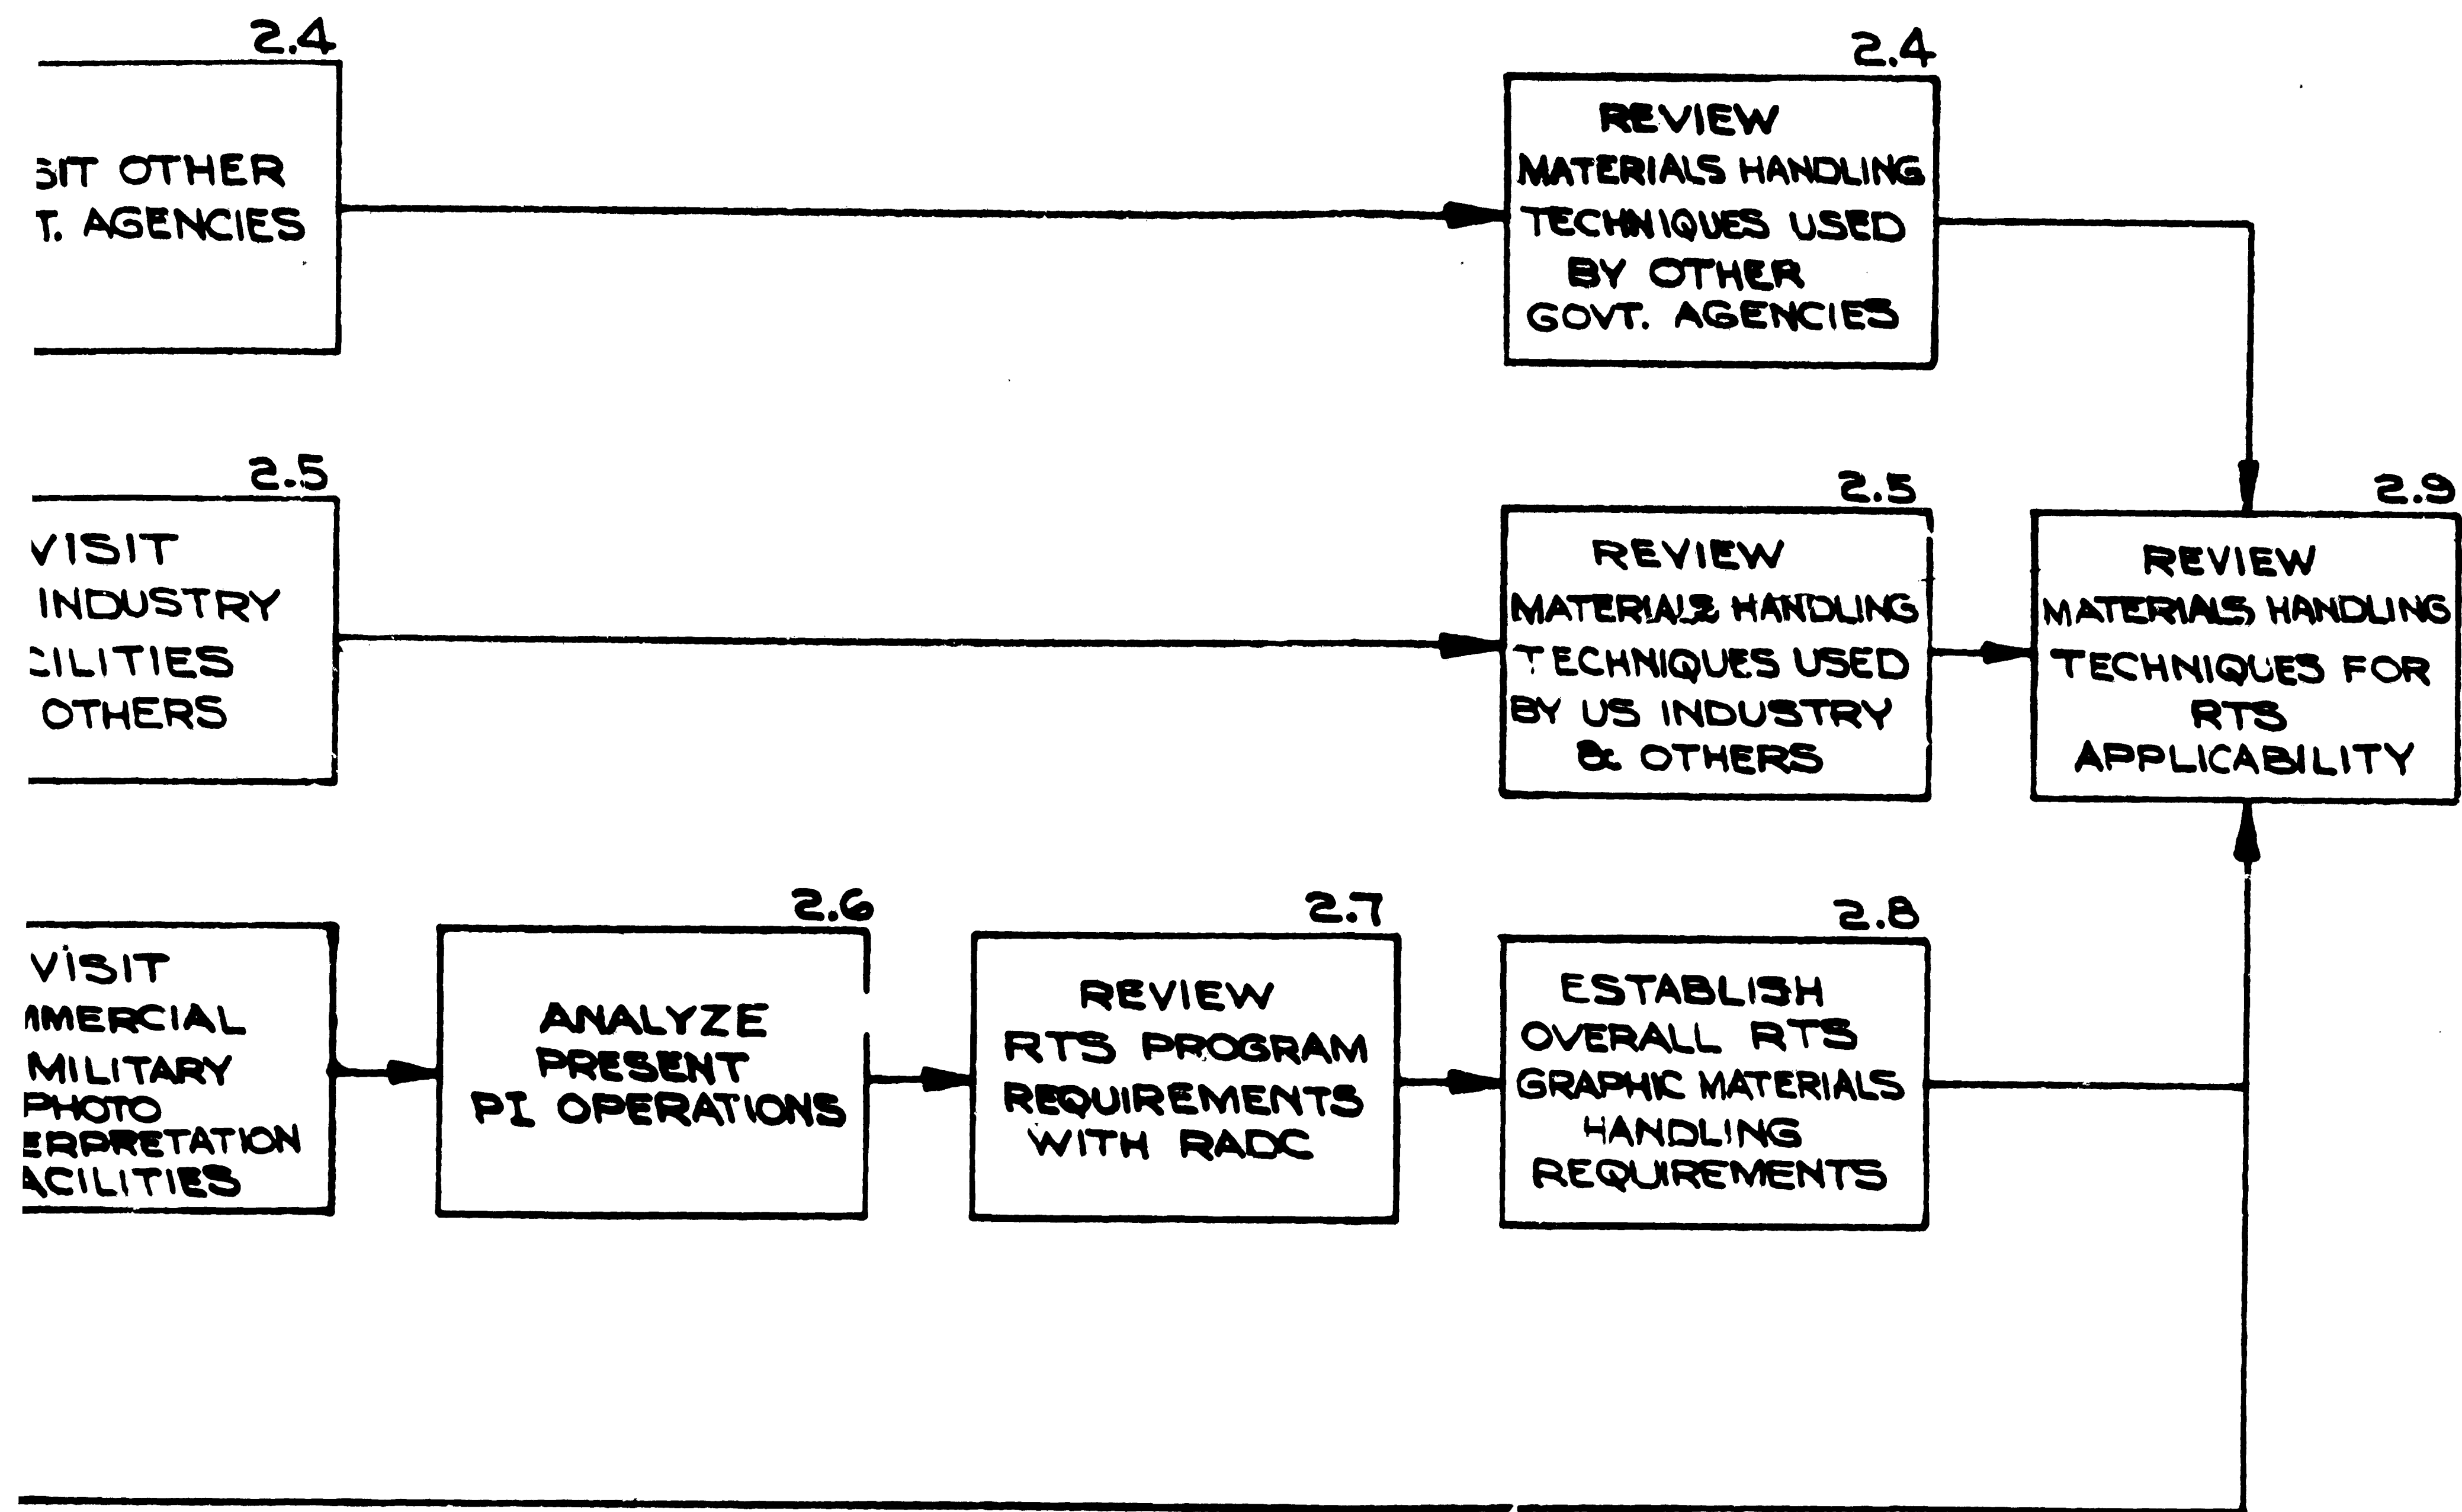 2.4
SIT OTHER
T. AGENCIES
2.4
REVIEW
MATERIALS HANDLING
TECHNIQUES USED
BY OTHER
GOVT. AGENCIES
2.5
VISIT
INDUSTRY
CILITIES
OTHERS
2.5
REVIEW
MATERIALS HANDLING
TECHNIQUES USED
BY US INDUSTRY
& OTHERS
2.9
REVIEW
MATERIALS HANDLING
TECHNIQUES FOR
RTS
APPLICABILITY
VISIT
MMERCIAL
MILITARY
PHOTO
ERPRETATION
ACILITIES
2.6
ANALYZE
PRESENT
PI OPERATIONS
2.7
REVIEW
RTS PROGRAM
REQUIREMENTS
WITH RADC
2.8
ESTABLISH
OVERALL RTS
GRAPHIC MATERIALS
HANDLING
REQUIREMENTS